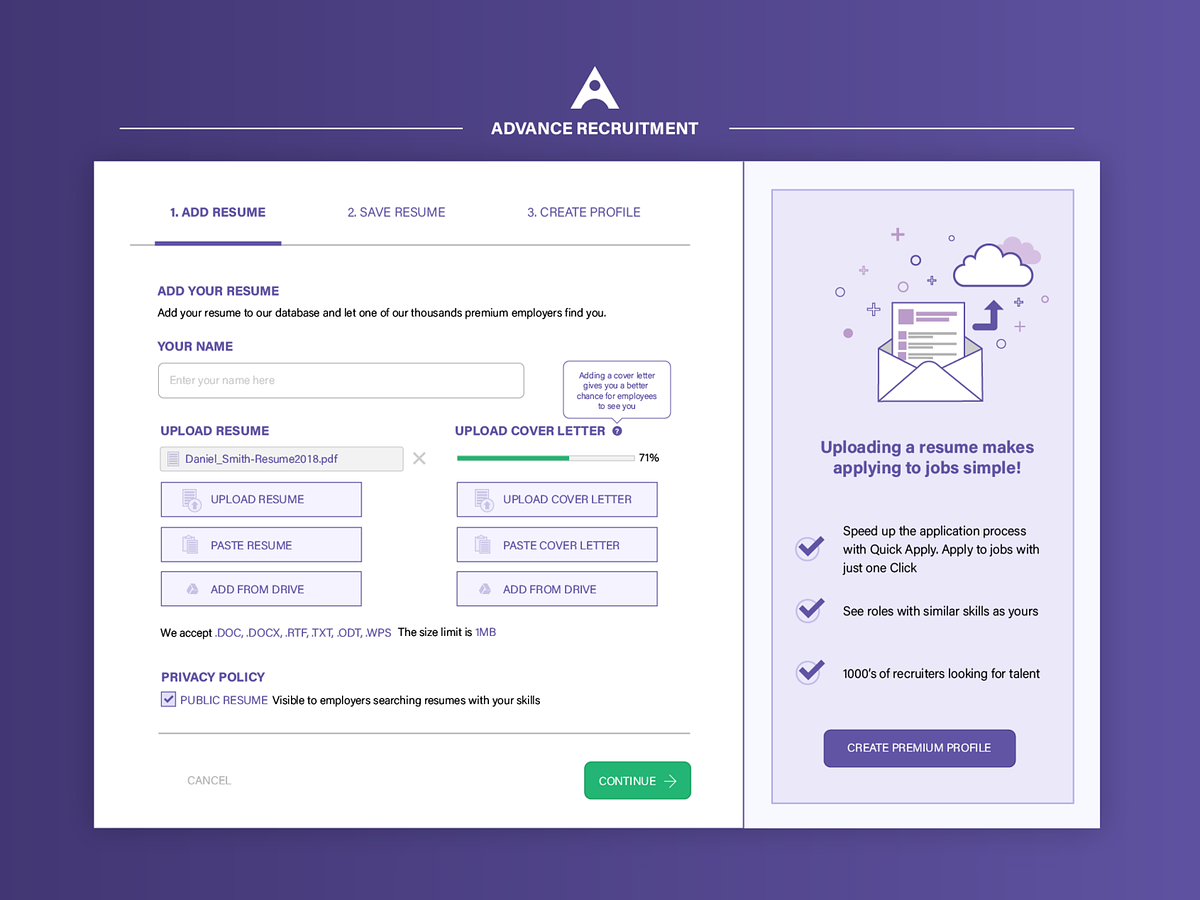 ADVANCE RECRUITMENT
1. ADD RESUME
2. SAVE RESUME
3. CREATE PROFILE
ADD YOUR RESUME
Add your resume to our database and let one of our thousands premium employers find you.
YOUR NAME
Enter your name here
Adding a cover letter
gives you a better
chance for employees
to see you
UPLOAD RESUME
Daniel_Smith-Resume2018.pdf
UPLOAD RESUME
PASTE RESUME
ADD FROM DRIVE
UPLOAD COVER LETTER ?
71%
UPLOAD COVER LETTER
PASTE COVER LETTER
ADD FROM DRIVE
We accept .DOC, .DOCX, .RTF, .TXT, .ODT, .WPS The size limit is 1MB
PRIVACY POLICY
PUBLIC RESUME Visible to employers searching resumes with your skills
CANCEL
CONTINUE
Uploading a resume makes
applying to jobs simple!
Speed up the application process
with Quick Apply. Apply to jobs with
just one Click
See roles with similar skills as yours
1000's of recruiters looking for talent
CREATE PREMIUM PROFILE